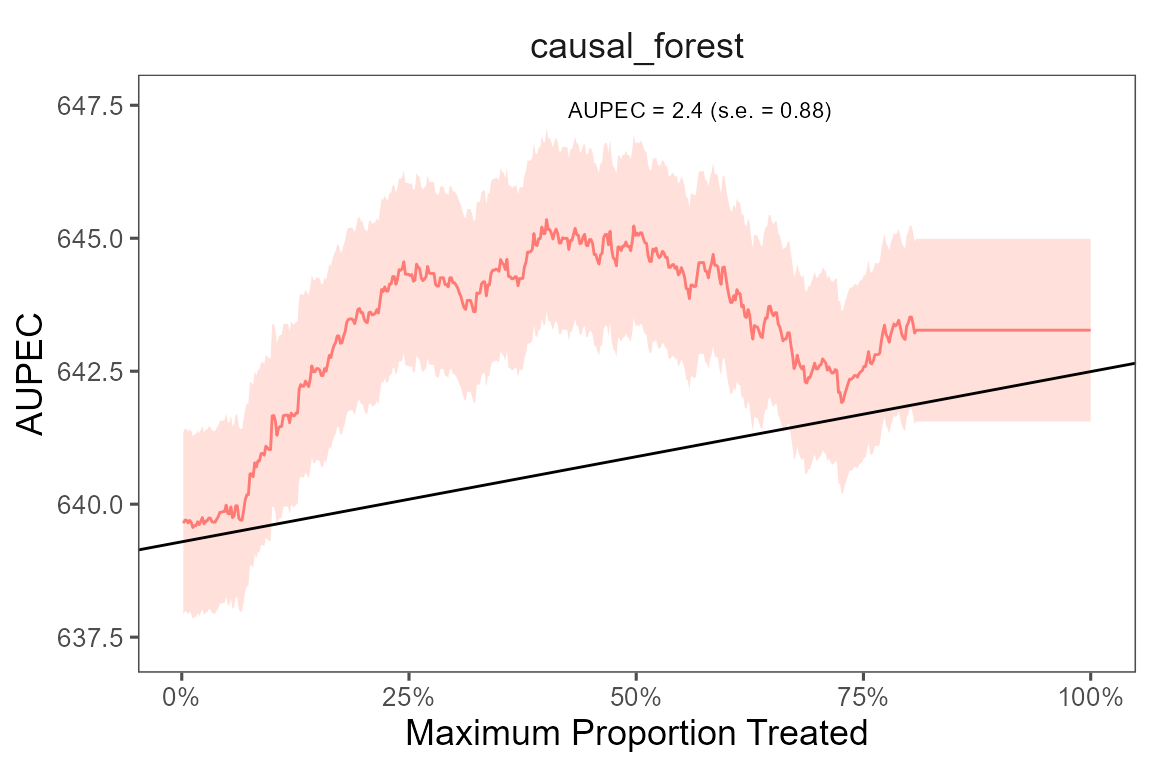 causal_forest
AUPEC = 2.4 (s.e. = 0.88)
AUPEC
647.5
645.0
642.5
640.0
637.5
0% 25% 50% 75% 100%
Maximum Proportion Treated